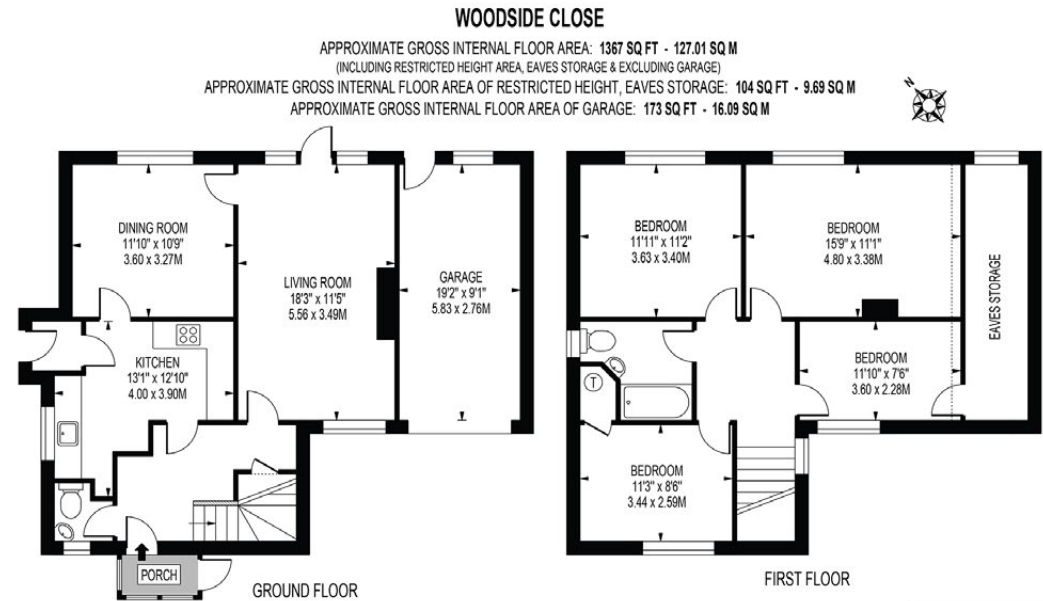 WOODSIDE CLOSE
APPROXIMATE GROSS INTERNAL FLOOR AREA: 1367 SQ FT - 127.01 SQ M
(INCLUDING RESTRICTED HEIGHT AREA, EAVES STORAGE & EXCLUDING GARAGE)
APPROXIMATE GROSS INTERNAL FLOOR AREA OF RESTRICTED HEIGHT, EAVES STORAGE: 104 SQ FT - 9.69 SQ M
APPROXIMATE GROSS INTERNAL FLOOR AREA OF GARAGE: 173 SQ FT - 16.09 SQ M
N
DINING ROOM
11'10" x 10'9"
3.60 x 3.27M
LIVING ROOM
18'3" x 11'5"
5.56 x 3.49M
GARAGE
19'2" x 9'1"
5.83 x 2.76M
KITCHEN
13'1" x 12'10"
4.00 x 3.90M
PORCH
GROUND FLOOR
BEDROOM
11'11" x 11'2"
3.63 x 3.40M
BEDROOM
15'9" x 11'1"
4.80 x 3.38M
EAVES STORAGE
BEDROOM
11'10" x 7'6"
3.60 x 2.28M
T
BEDROOM
11'3" x 8'6"
3.44 x 2.59M
FIRST FLOOR